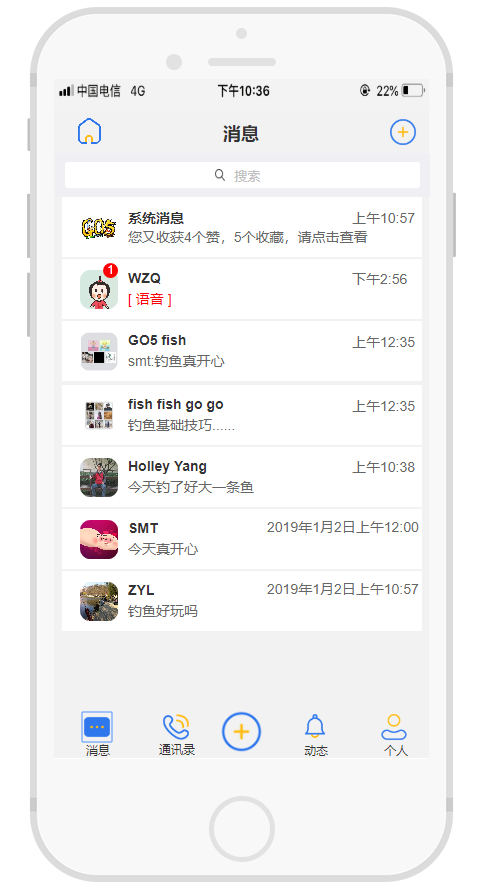 中国电信 4G 下午10:36 22%
消息
搜索
GO5 系统消息 上午10:57
您又收获4个赞，5个收藏，请点击查看
1
WZQ 下午2:56
[ 语音 ]
GO5 fish 上午12:35
smt:钓鱼真开心
fish fish go go 上午12:35
钓鱼基础技巧......
Holley Yang 上午10:38
今天钓了好大一条鱼
SMT 2019年1月2日上午12:00
今天真开心
ZYL 2019年1月2日上午10:57
钓鱼好玩吗
消息 通讯录 动态 个人